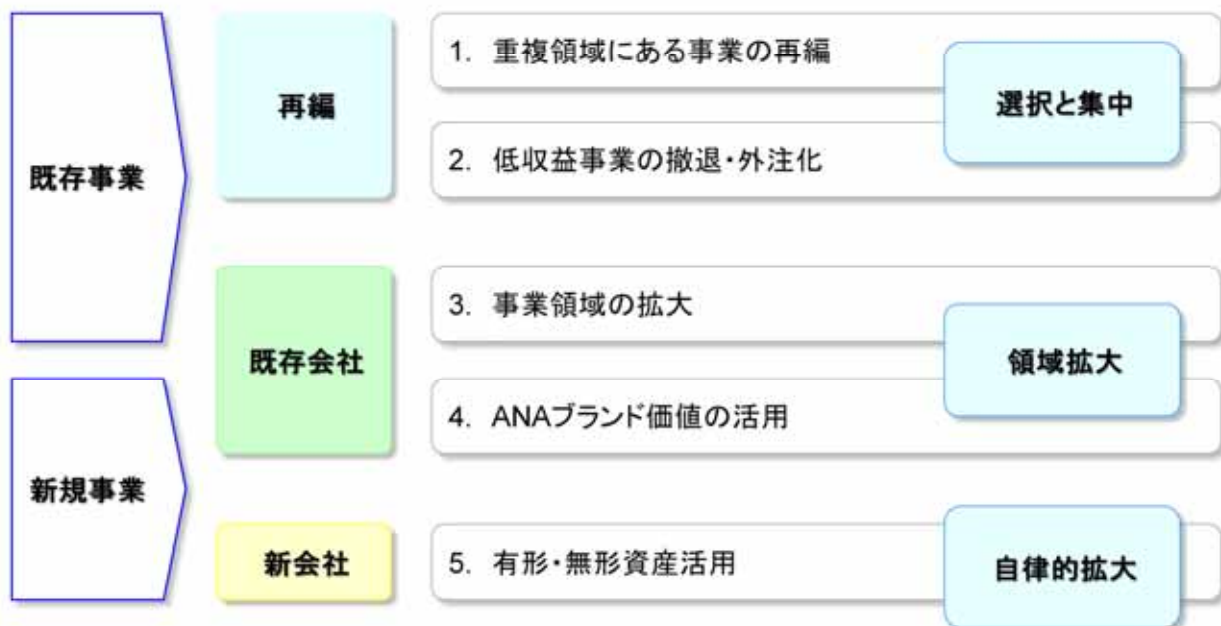 既存事業
再編
1. 重複領域にある事業の再編
選択と集中
2. 低収益事業の撤退・外注化
既存会社
3. 事業領域の拡大
領域拡大
4. ANAブランド価値の活用
新規事業
新会社
5. 有形・無形資産活用
自律的拡大